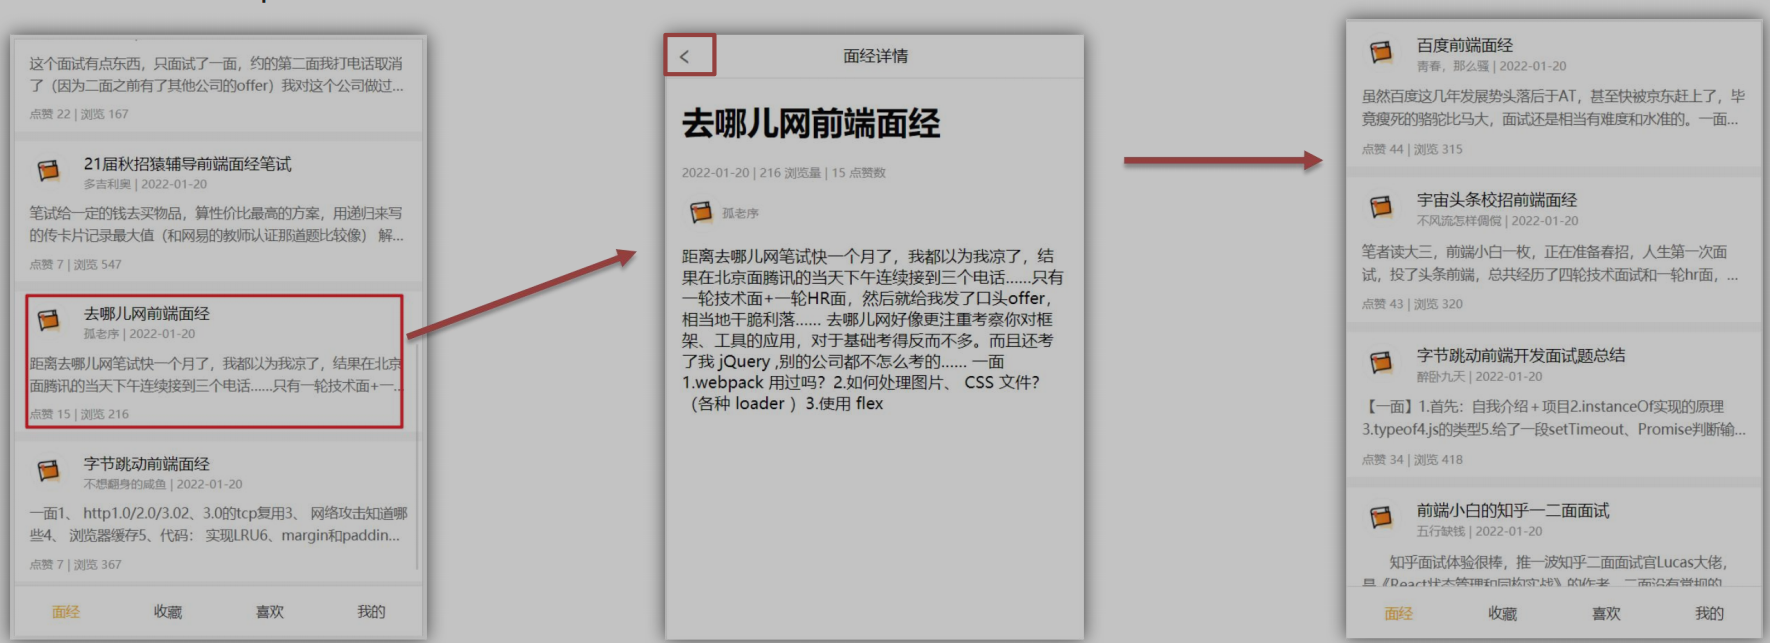 这个面试有点东西，只面试了一面，约的第二面我打电话取消
了（因为二面之前有了其他公司的offer）我对这个公司做过...
点赞 22 | 浏览 167
21届秋招猿辅导前端面经笔试
多吉利奥 | 2022-01-20
笔试给一定的钱去买物品，算性价比最高的方案，用递归来写
的传卡片记录最大值（和网易的教师认证那道题比较像） 解...
点赞 7 | 浏览 547
去哪儿网前端面经
孤老序 | 2022-01-20
距离去哪儿网笔试快一个月了，我都以为我凉了，结果在北京
面腾讯的当天下午连续接到三个电话......只有一轮技术面+一...
点赞 15 | 浏览 216
字节跳动前端面经
不想翻身的咸鱼 | 2022-01-20
一面1、 http1.0/2.0/3.02、3.0的tcp复用3、 网络攻击知道哪
些4、 浏览器缓存5、代码： 实现LRU6、margin和paddin...
点赞 7 | 浏览 367
面经 收藏 喜欢 我的
面经详情
去哪儿网前端面经
2022-01-20 | 216 浏览量 | 15 点赞数
孤老序
距离去哪儿网笔试快一个月了，我都以为我凉了，结
果在北京面腾讯的当天下午连续接到三个电话......只有
一轮技术面+一轮HR面，然后就给我发了口头offer，
相当地干脆利落...... 去哪儿网好像更注重考察你对框
架、工具的应用，对于基础考得反而不多。而且还考
了我 jQuery ,别的公司都不怎么考的...... 一面
1.webpack 用过吗？2.如何处理图片、 CSS 文件？
（各种 loader ）3.使用 flex
百度前端面经
青春，那么骚 | 2022-01-20
虽然百度这几年发展势头落后于AT，甚至快被京东赶上了，毕
竟瘦死的骆驼比马大，面试还是相当有难度和水准的。一面...
点赞 44 | 浏览 315
宇宙头条校招前端面经
不风流怎样倜傥 | 2022-01-20
笔者读大三，前端小白一枚，正在准备春招，人生第一次面
试，投了头条前端，总共经历了四轮技术面试和一轮hr面，...
点赞 43 | 浏览 320
字节跳动前端开发面试题总结
醉卧九天 | 2022-01-20
【一面】1.首先：自我介绍 + 项目2.instanceOf实现的原理
3.typeof4.js的类型5.给了一段setTimeout、Promise判断输...
点赞 34 | 浏览 418
前端小白的知乎一二面面试
五行缺钱 | 2022-01-20
知乎面试体验很棒，推一波知乎二面面试官Lucas大佬，
是《React状态管理和同构实战》的作者，二面没有常规的
面经 收藏 喜欢 我的